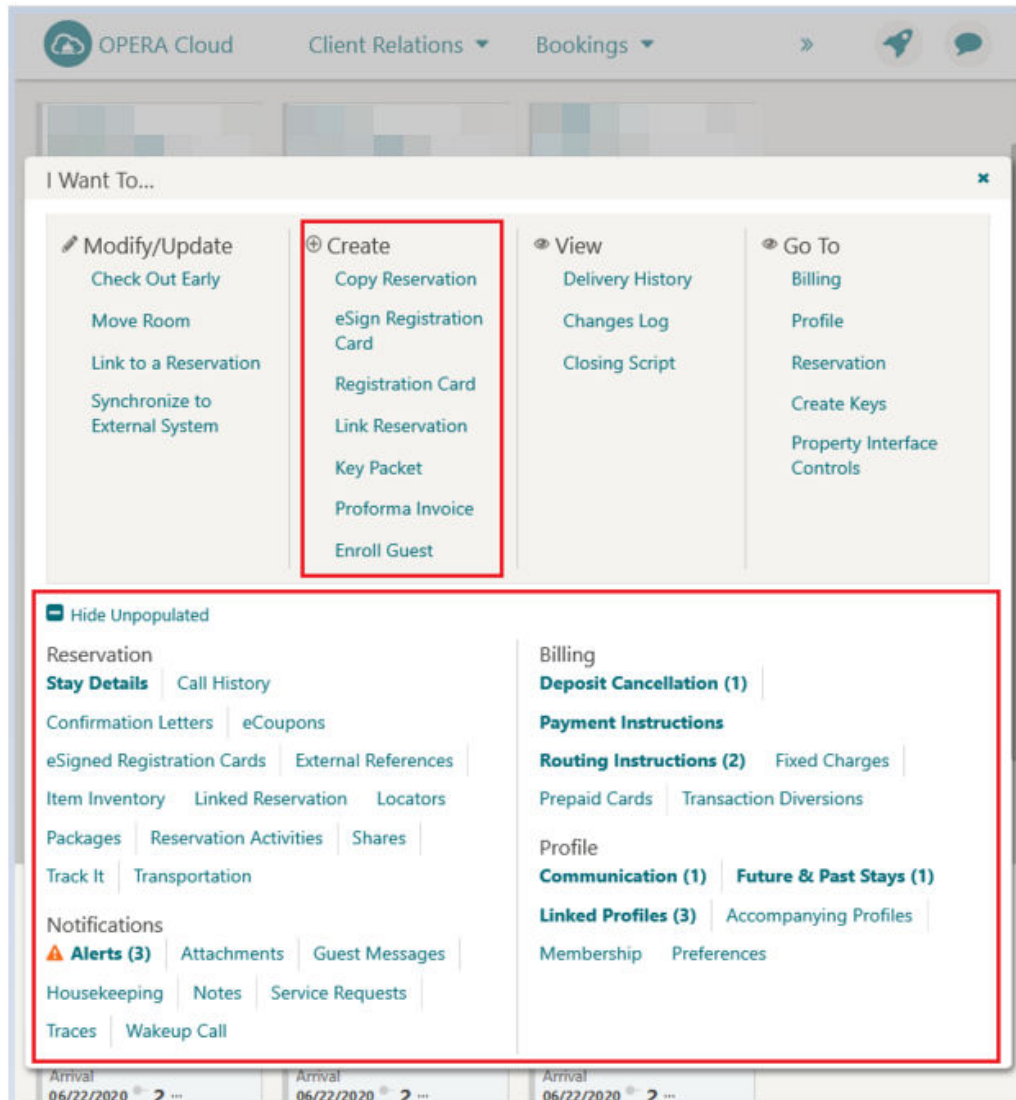 OPERA Cloud Client Relations Bookings »
I Want To...
Modify/Update
Check Out Early
Move Room
Link to a Reservation
Synchronize to
External System
Create
Copy Reservation
eSign Registration
Card
Registration Card
Link Reservation
Key Packet
Proforma Invoice
Enroll Guest
View
Delivery History
Changes Log
Closing Script
Go To
Billing
Profile
Reservation
Create Keys
Property Interface
Controls
Hide Unpopulated
Reservation
Stay Details Call History
Confirmation Letters eCoupons
eSigned Registration Cards External References
Item Inventory Linked Reservation Locators
Packages Reservation Activities Shares
Track It Transportation
Notifications
Alerts (3) Attachments Guest Messages
Housekeeping Notes Service Requests
Traces Wakeup Call
Billing
Deposit Cancellation (1)
Payment Instructions
Routing Instructions (2) Fixed Charges
Prepaid Cards Transaction Diversions
Profile
Communication (1) Future & Past Stays (1)
Linked Profiles (3) Accompanying Profiles
Membership Preferences
Arrival Arrival Arrival
06/22/2020 2 ... 06/22/2020 2 ... 06/22/2020 2 ...